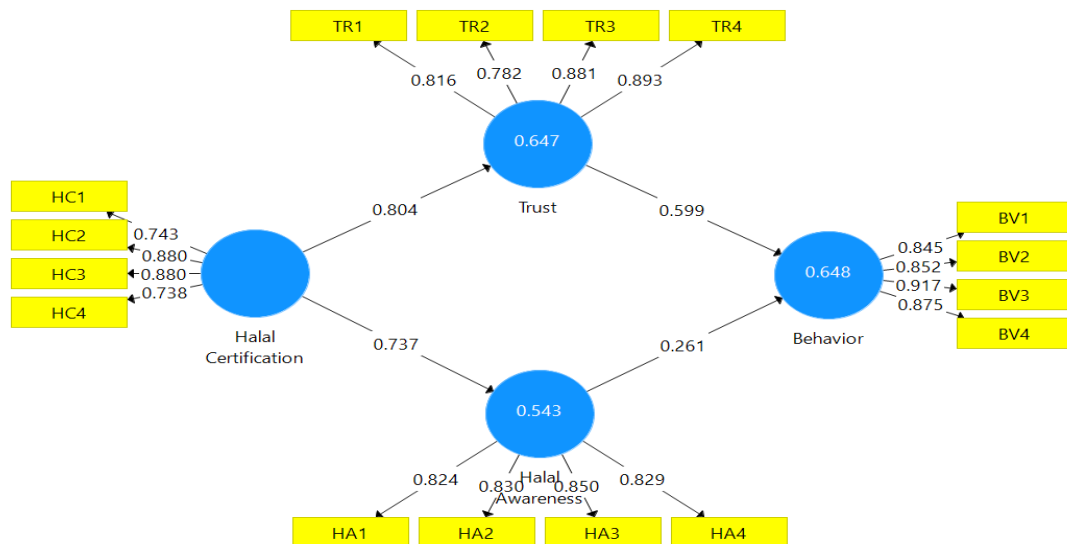 TR1 TR2 TR3 TR4
0.816 0.782 0.881 0.893
0.647
Trust
HC1
HC2
HC3
HC4
0.743
0.880
0.880
0.738
Halal
Certification
0.804
0.737
0.599
0.261
BV1
BV2
BV3
BV4
0.845
0.852
0.917
0.875
0.648
Behavior
0.543
Halal
Awareness
0.824 0.830 0.850 0.829
HA1 HA2 HA3 HA4